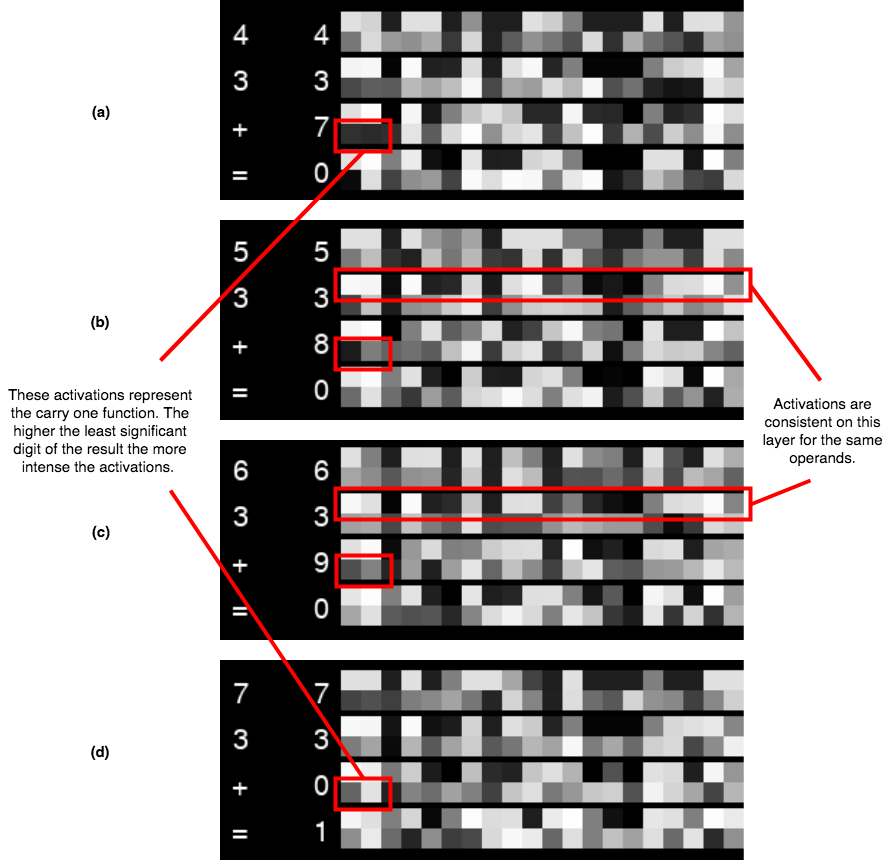 4 4
3 3
(a)
+ 7
= 0
5 5
3 3
(b)
+ 8
= 0
These activations represent
the carry one function. The
higher the least significant
digit of the result the more
intense the activations.
Activations are
consistent on this
layer for the same
operands.
6 6
3 3
(c)
+ 9
= 0
7 7
3 3
(d)
+ 0
= 1